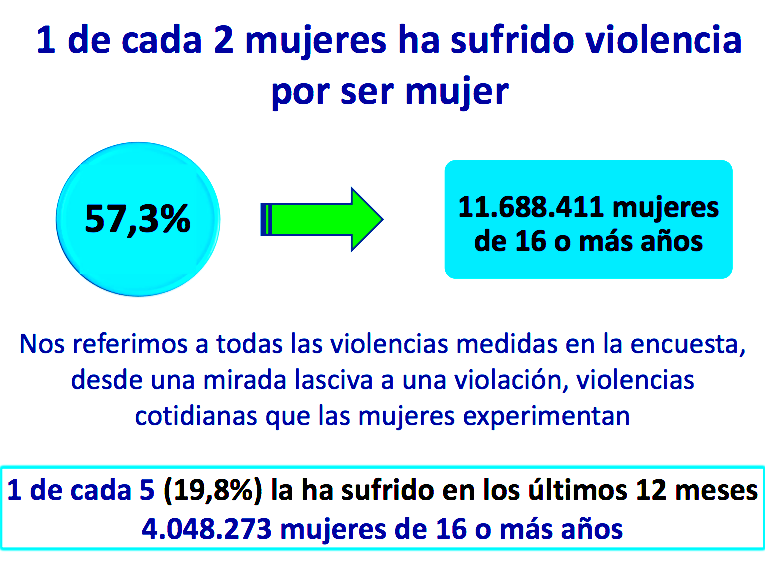 1 de cada 2 mujeres ha sufrido violencia
por ser mujer
57,3%
11.688.411 mujeres
de 16 o más años
Nos referimos a todas las violencias medidas en la encuesta,
desde una mirada lasciva a una violación, violencias
cotidianas que las mujeres experimentan
1 de cada 5 (19,8%) la ha sufrido en los últimos 12 meses
4.048.273 mujeres de 16 o más años